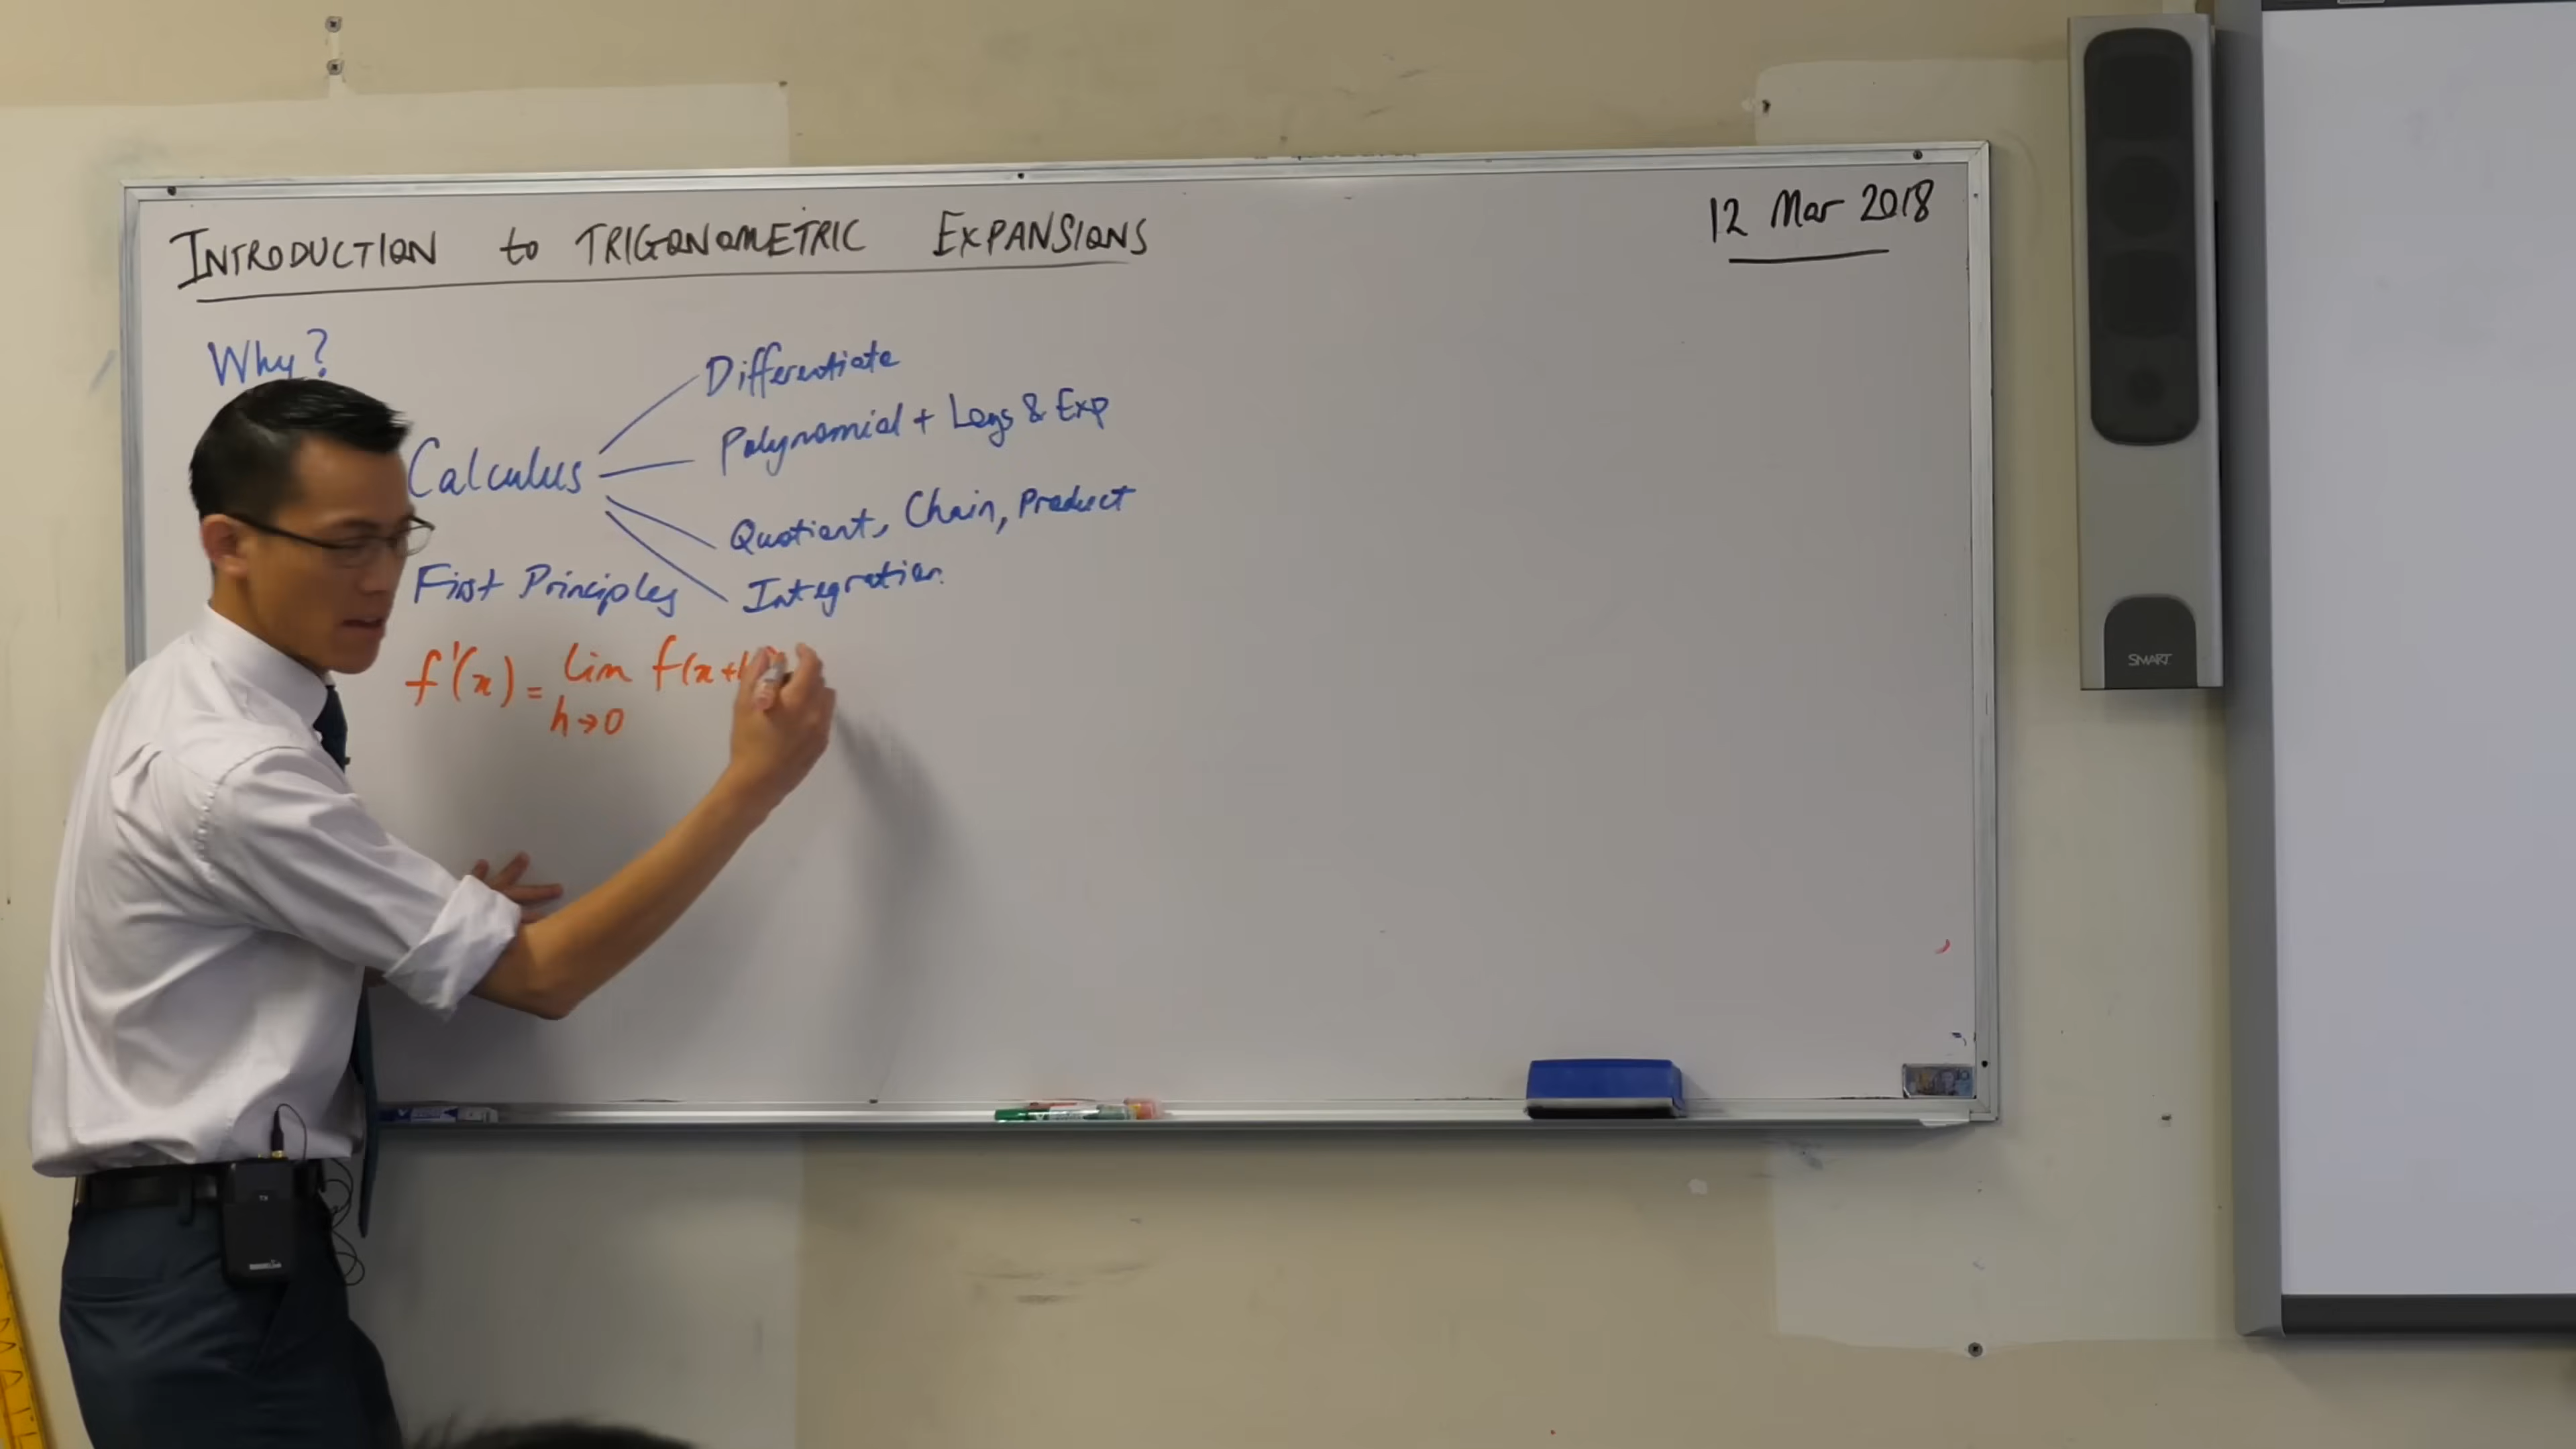 INTRODUCTION to TRIGONOMETRIC EXPANSIONS
12 Mar 2018
Why?
Differentiate
Polynomial + Logs & Exp
Calculus
Quotient, Chain, Product
First Principles
Integration.
f'(x) = lim f(x+h
h→0
SMART
TX